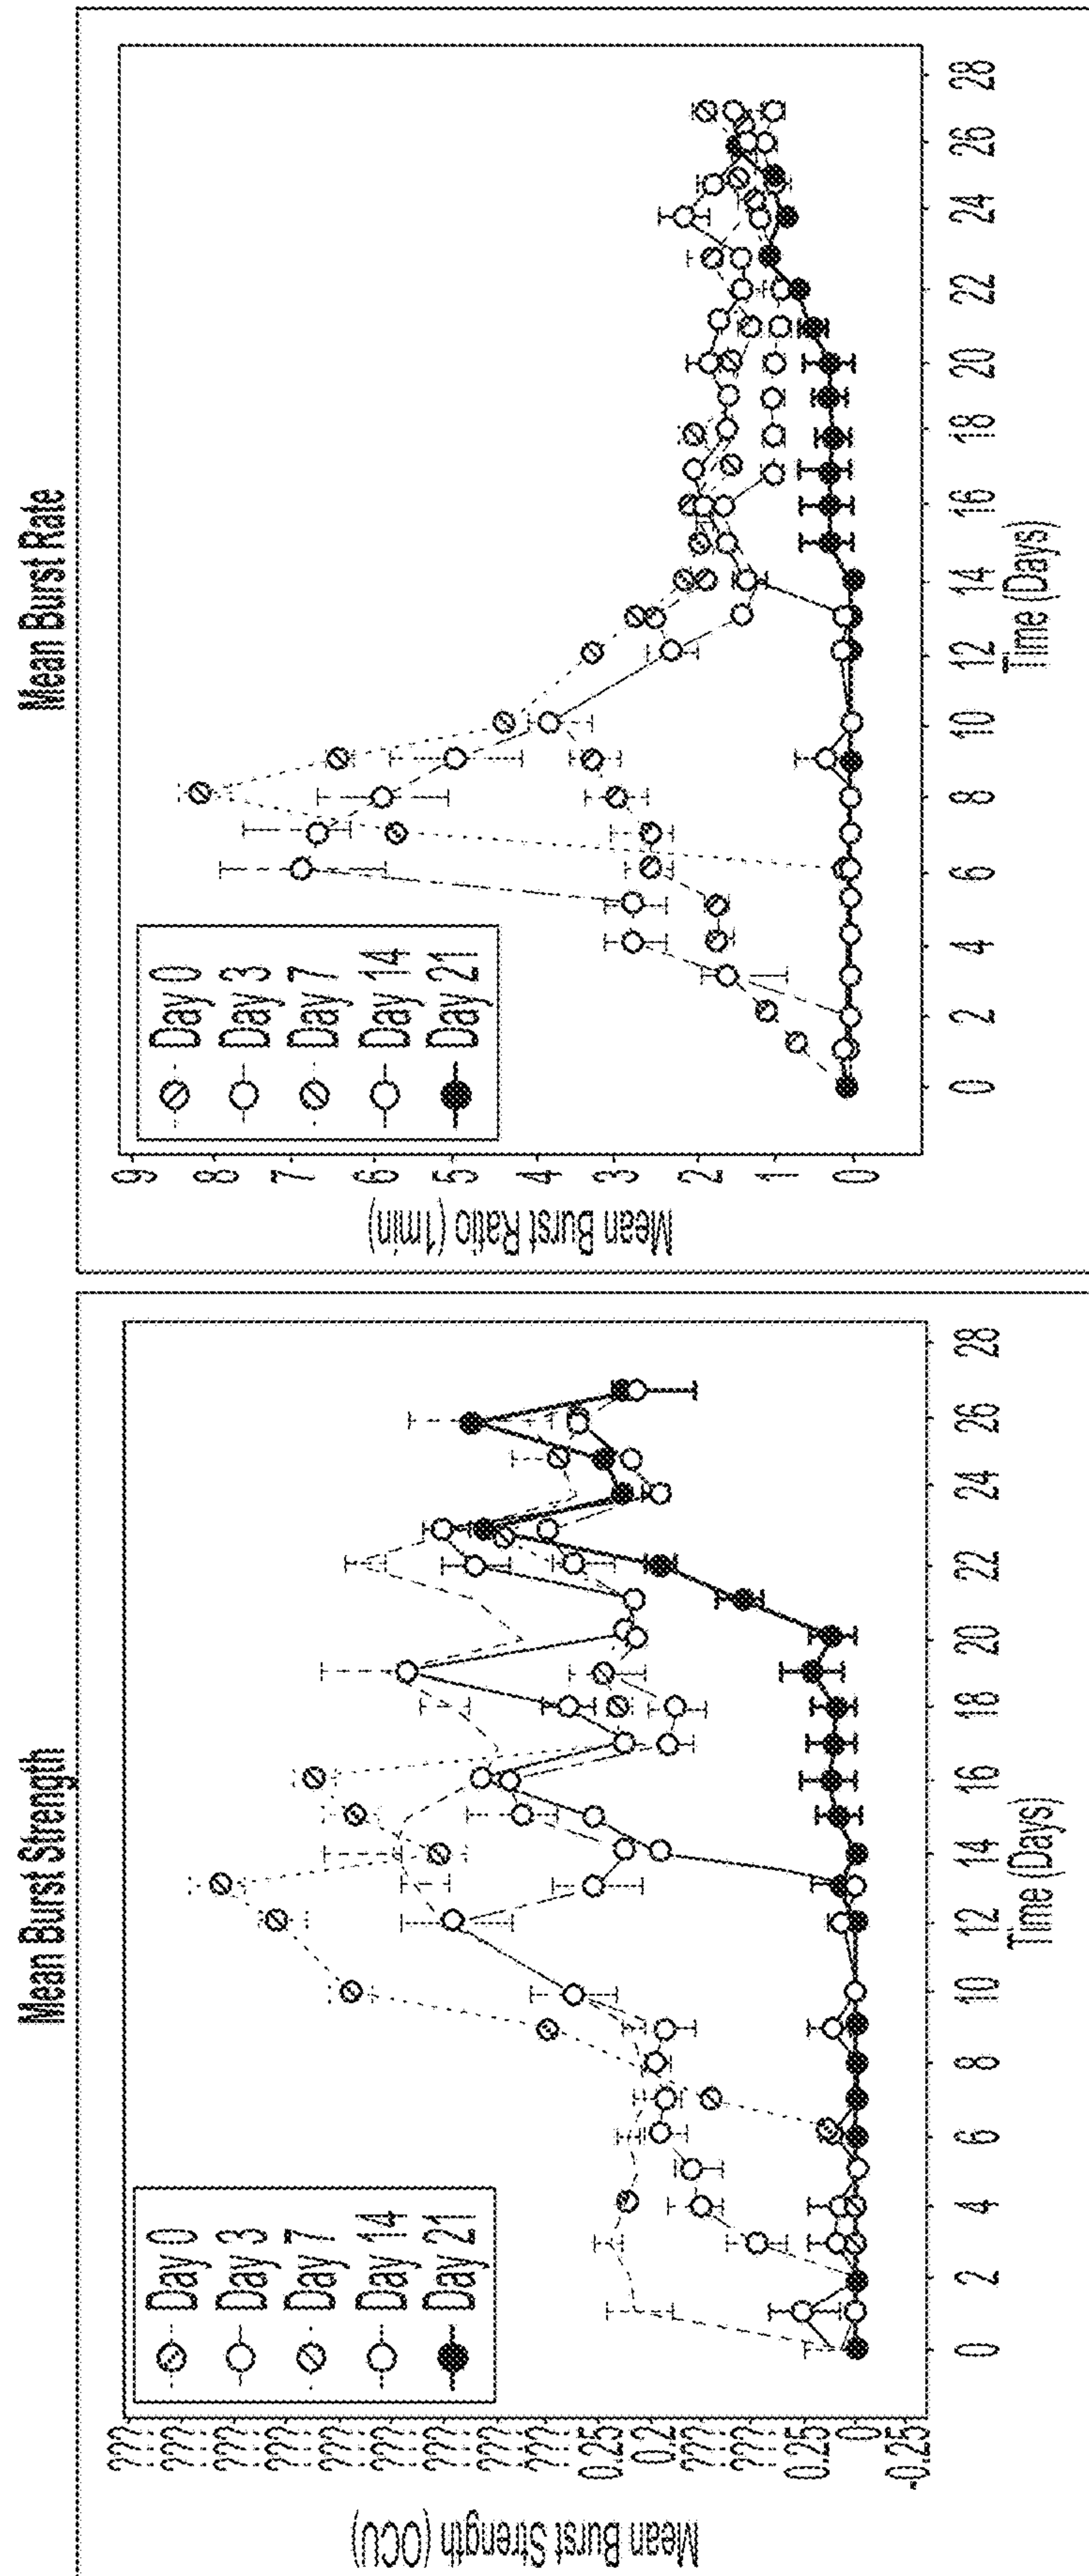 Mean Burst Strength
Mean Burst Strength (OCU)
0.25
0.2
0.25
0
-0.25
Day 0
Day 3
Day 7
Day 14
Day 21
0 2 4 6 8 10 12 14 16 18 20 22 24 26 28
Time (Days)
Mean Burst Rate
Mean Burst Ratio (1min)
9
8
7
6
5
4
3
2
1
0
Day 0
Day 3
Day 7
Day 14
Day 21
0 2 4 6 8 10 12 14 16 18 20 22 24 26 28
Time (Days)